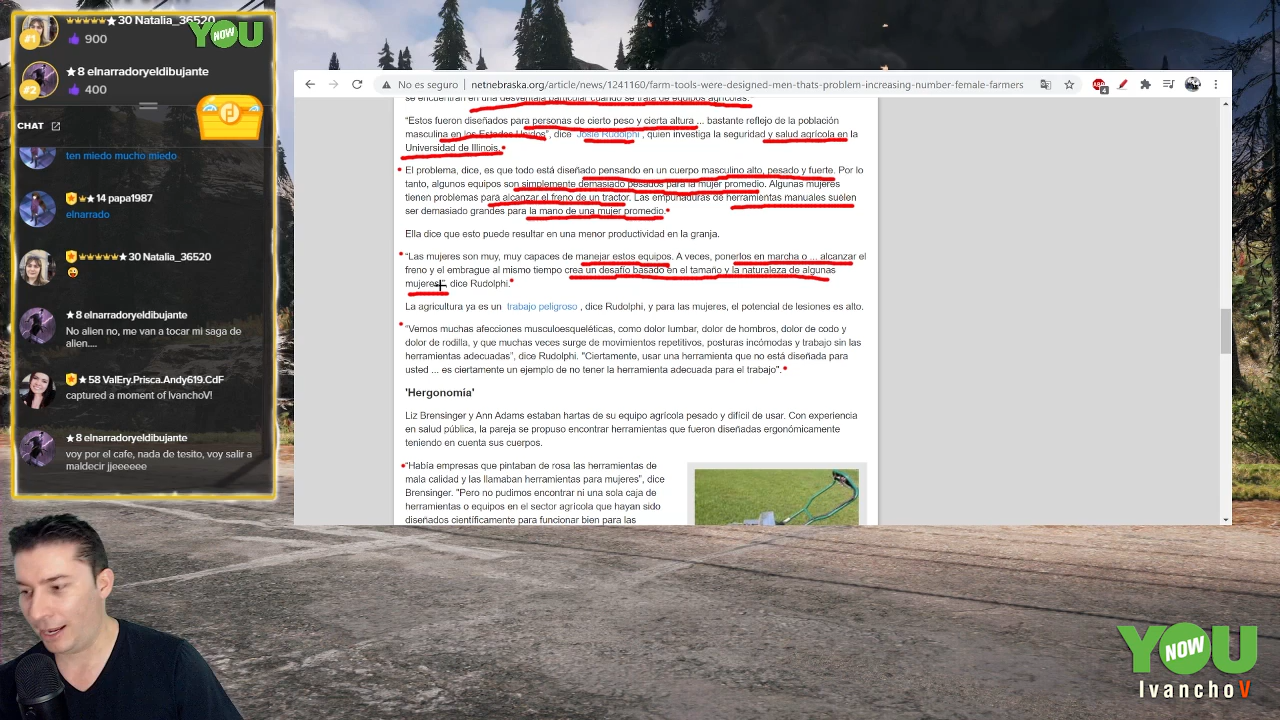 #1
30 Natalia_36520
900
YOU
NOW
#2
8 elnarradoryeldibujante
400
CHAT
ten miedo mucho miedo
14 papa1987
elnarrado
30 Natalia_36520
8 elnarradoryeldibujante
No alien no, me van a tocar mi saga de
alien....
58 ValEry.Prisca.Andy619.CdF
captured a moment of IvanchoV!
8 elnarradoryeldibujante
voy por el cafe, nada de tesito, voy salir a
maldecir jjeeeeee
No es seguro | netnebraska.org/article/news/1241160/farm-tools-were-designed-men-thats-problem-increasing-number-female-farmers
se encuentran en una desventaja particular cuando se trata de equipos agrícolas.
“Estos fueron diseñados para personas de cierto peso y cierta altura ... bastante reflejo de la población
masculina en los Estados Unidos”, dice Josie Rudolphi , quien investiga la seguridad y salud agrícola en la
Universidad de Illinois.
El problema, dice, es que todo está diseñado pensando en un cuerpo masculino alto, pesado y fuerte. Por lo
tanto, algunos equipos son simplemente demasiado pesados para la mujer promedio. Algunas mujeres
tienen problemas para alcanzar el freno de un tractor. Las empuñaduras de herramientas manuales suelen
ser demasiado grandes para la mano de una mujer promedio.
Ella dice que esto puede resultar en una menor productividad en la granja.
“Las mujeres son muy, muy capaces de manejar estos equipos. A veces, ponerlos en marcha o ... alcanzar el
freno y el embrague al mismo tiempo crea un desafío basado en el tamaño y la naturaleza de algunas
mujeres”, dice Rudolphi.
La agricultura ya es un trabajo peligroso , dice Rudolphi, y para las mujeres, el potencial de lesiones es alto.
“Vemos muchas afecciones musculoesqueléticas, como dolor lumbar, dolor de hombros, dolor de codo y
dolor de rodilla, y que muchas veces surge de movimientos repetitivos, posturas incómodas y trabajo sin las
herramientas adecuadas”, dice Rudolphi. "Ciertamente, usar una herramienta que no está diseñada para
usted ... es ciertamente un ejemplo de no tener la herramienta adecuada para el trabajo".
'Hergonomía'
Liz Brensinger y Ann Adams estaban hartas de su equipo agrícola pesado y difícil de usar. Con experiencia
en salud pública, la pareja se propuso encontrar herramientas que fueron diseñadas ergonómicamente
teniendo en cuenta sus cuerpos.
“Había empresas que pintaban de rosa las herramientas de
mala calidad y las llamaban herramientas para mujeres”, dice
Brensinger. "Pero no pudimos encontrar ni una sola caja de
herramientas o equipos en el sector agrícola que hayan sido
diseñados científicamente para funcionar bien para las
YOU
NOW
IvanchoV